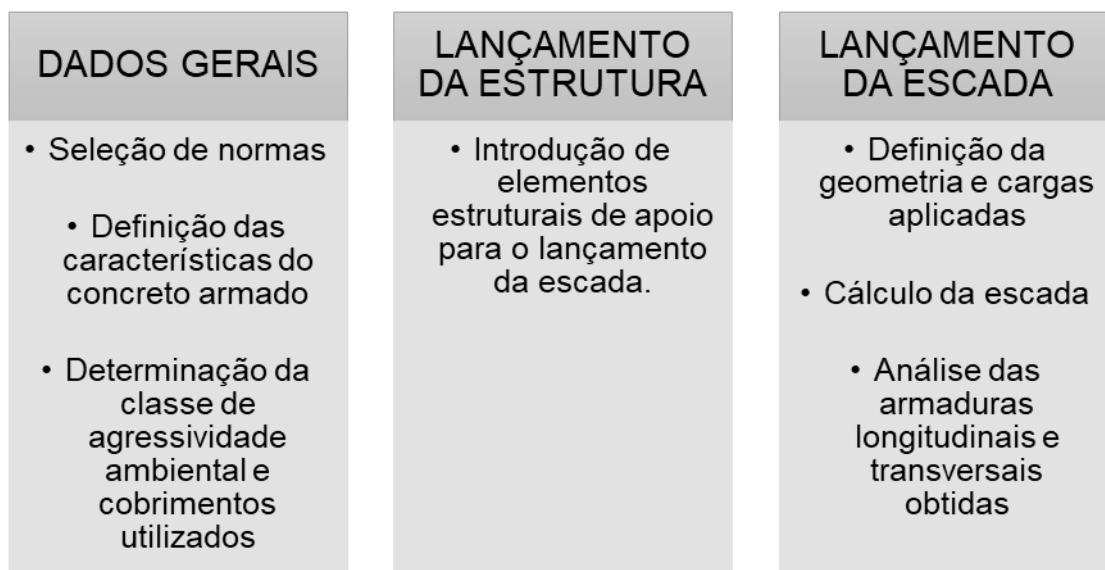 DADOS GERAIS
• Seleção de normas
• Definição das
características do
concreto armado
• Determinação da
classe de
agressividade
ambiental e
cobrimentos
utilizados
LANÇAMENTO
DA ESTRUTURA
• Introdução de
elementos
estruturais de apoio
para o lançamento
da escada.
LANÇAMENTO
DA ESCADA
• Definição da
geometria e cargas
aplicadas
• Cálculo da escada
• Análise das
armaduras
longitudinais e
transversais
obtidas